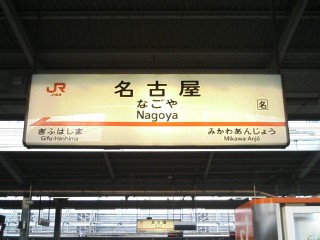 JR
名古屋
なごや
Nagoya
名
ぎふはしま
Gifu-Hashima
みかわあんじょう
Mikawa-Anjō